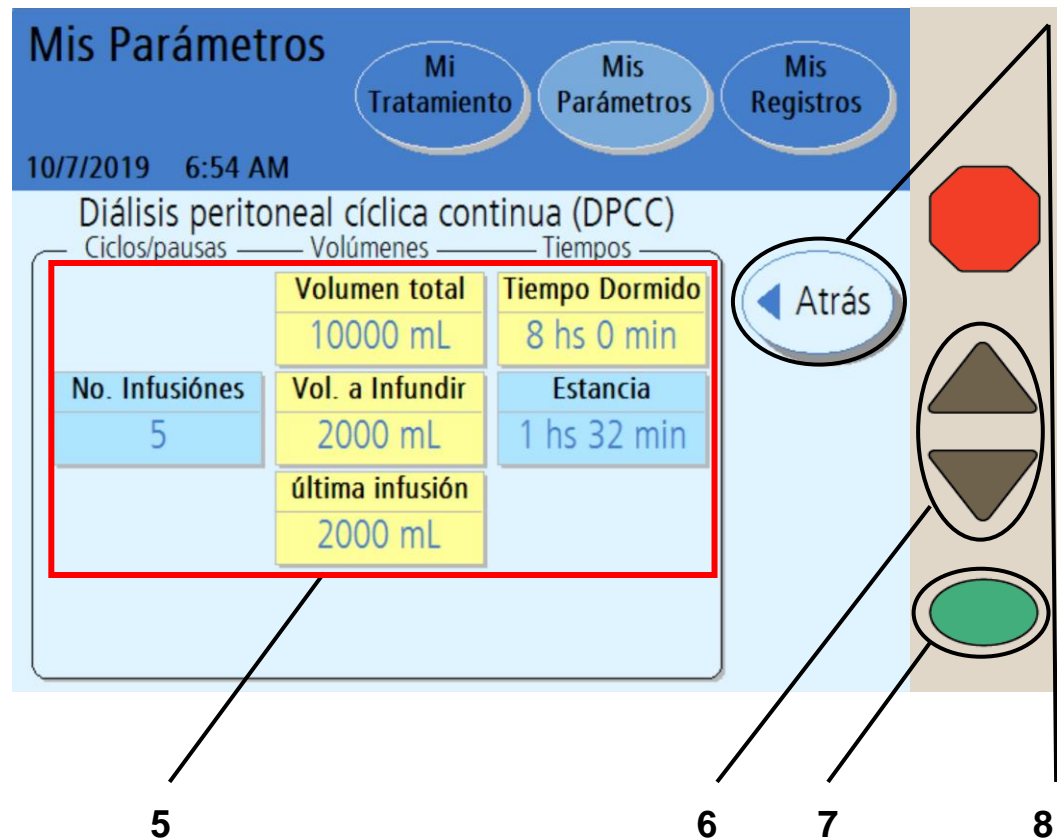 Mis Parámetros
Mi
Tratamiento
Mis
Parámetros
Mis
Registros
10/7/2019 6:54 AM
Diálisis peritoneal cíclica continua (DPCC)
Ciclos/pausas
Volúmenes
Tiempos
Volumen total
10000 mL
Tiempo Dormido
8 hs 0 min
Atrás
No. Infusiónes
5
Vol. a Infundir
2000 mL
Estancia
1 hs 32 min
última infusión
2000 mL
5
6
7
8